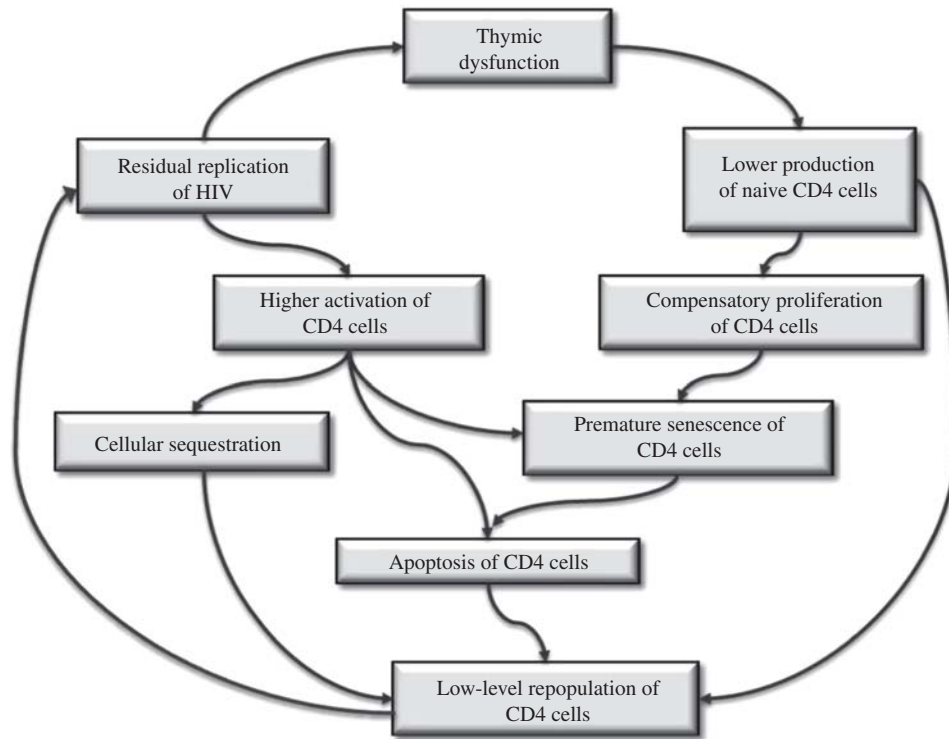 Thymic
dysfunction
Residual replication
of HIV
Lower production
of naive CD4 cells
Higher activation of
CD4 cells
Compensatory proliferation
of CD4 cells
Cellular sequestration
Premature senescence of
CD4 cells
Apoptosis of CD4 cells
Low-level repopulation of
CD4 cells